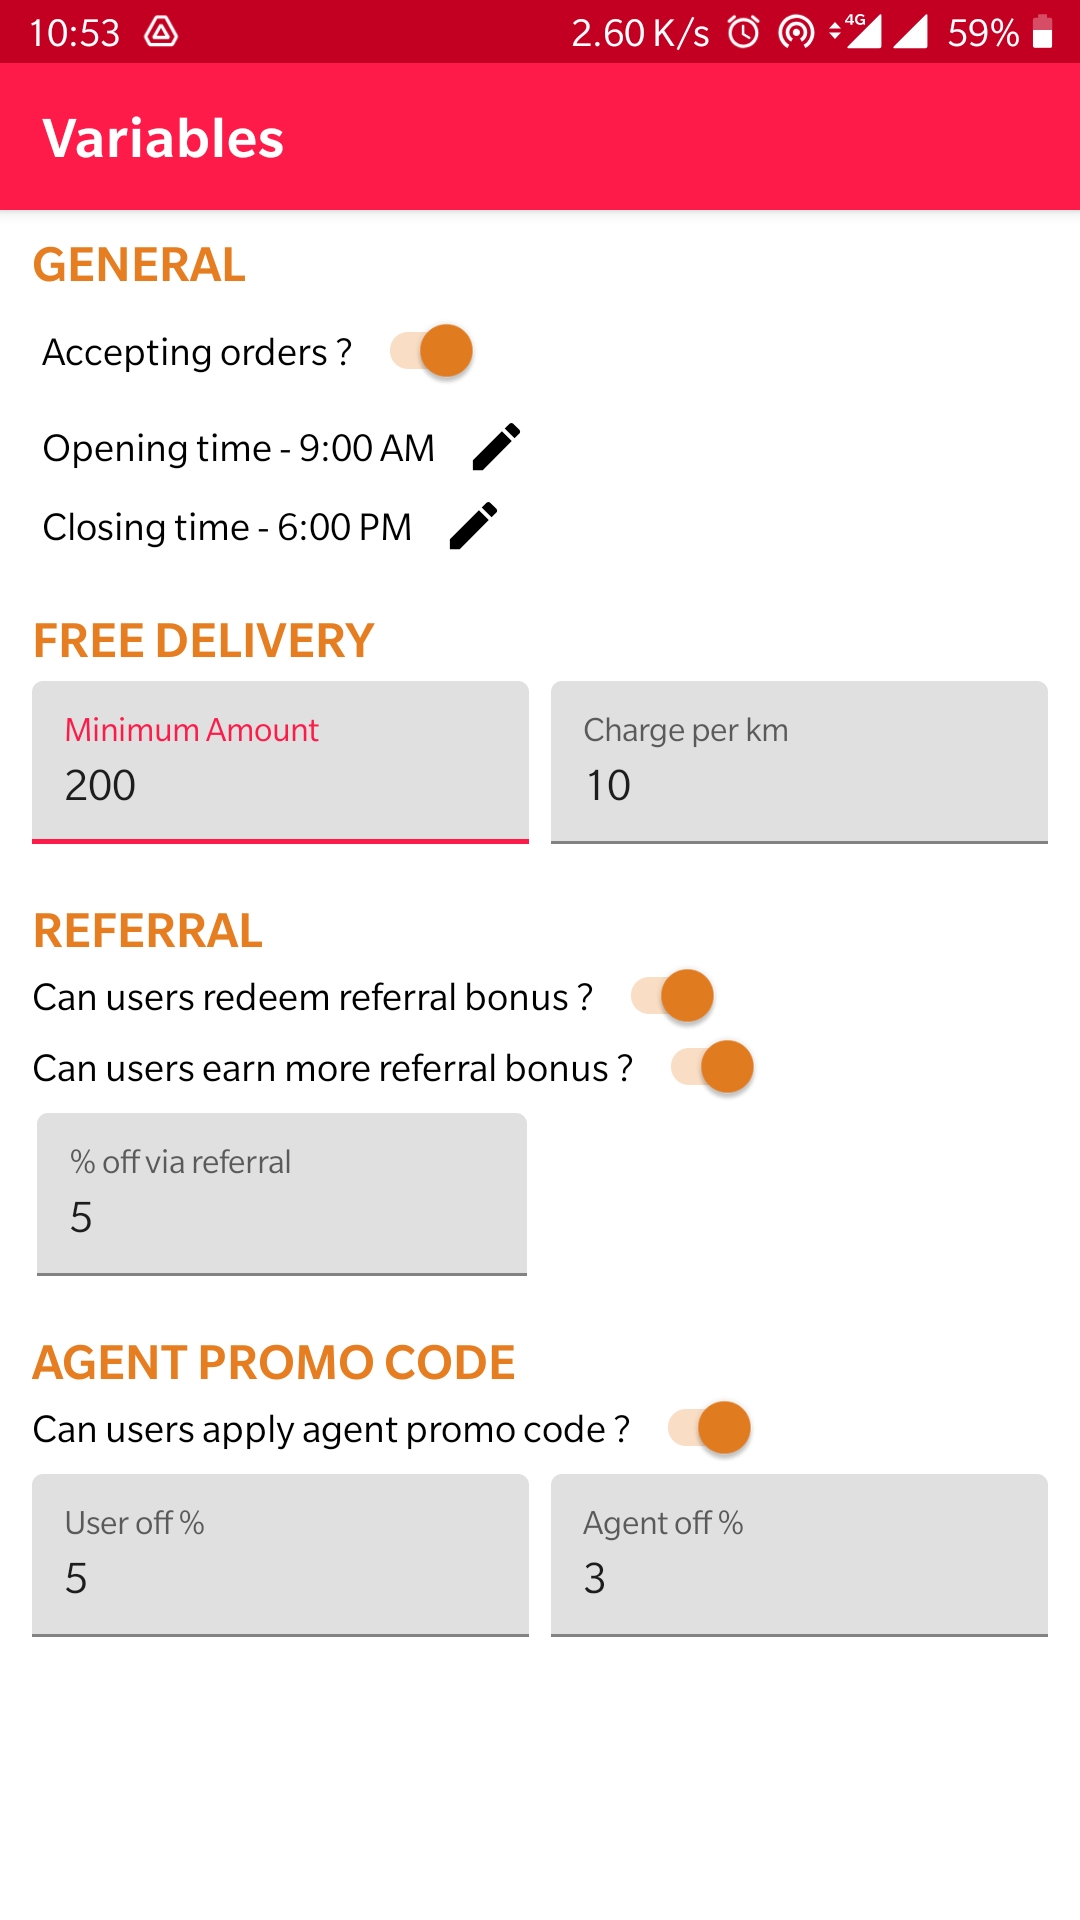 10:53 2.60 K/s 4G 59%
Variables
GENERAL
Accepting orders ?
Opening time - 9:00 AM
Closing time - 6:00 PM
FREE DELIVERY
Minimum Amount Charge per km
200 10
REFERRAL
Can users redeem referral bonus ?
Can users earn more referral bonus ?
% off via referral
5
AGENT PROMO CODE
Can users apply agent promo code ?
User off % Agent off %
5 3